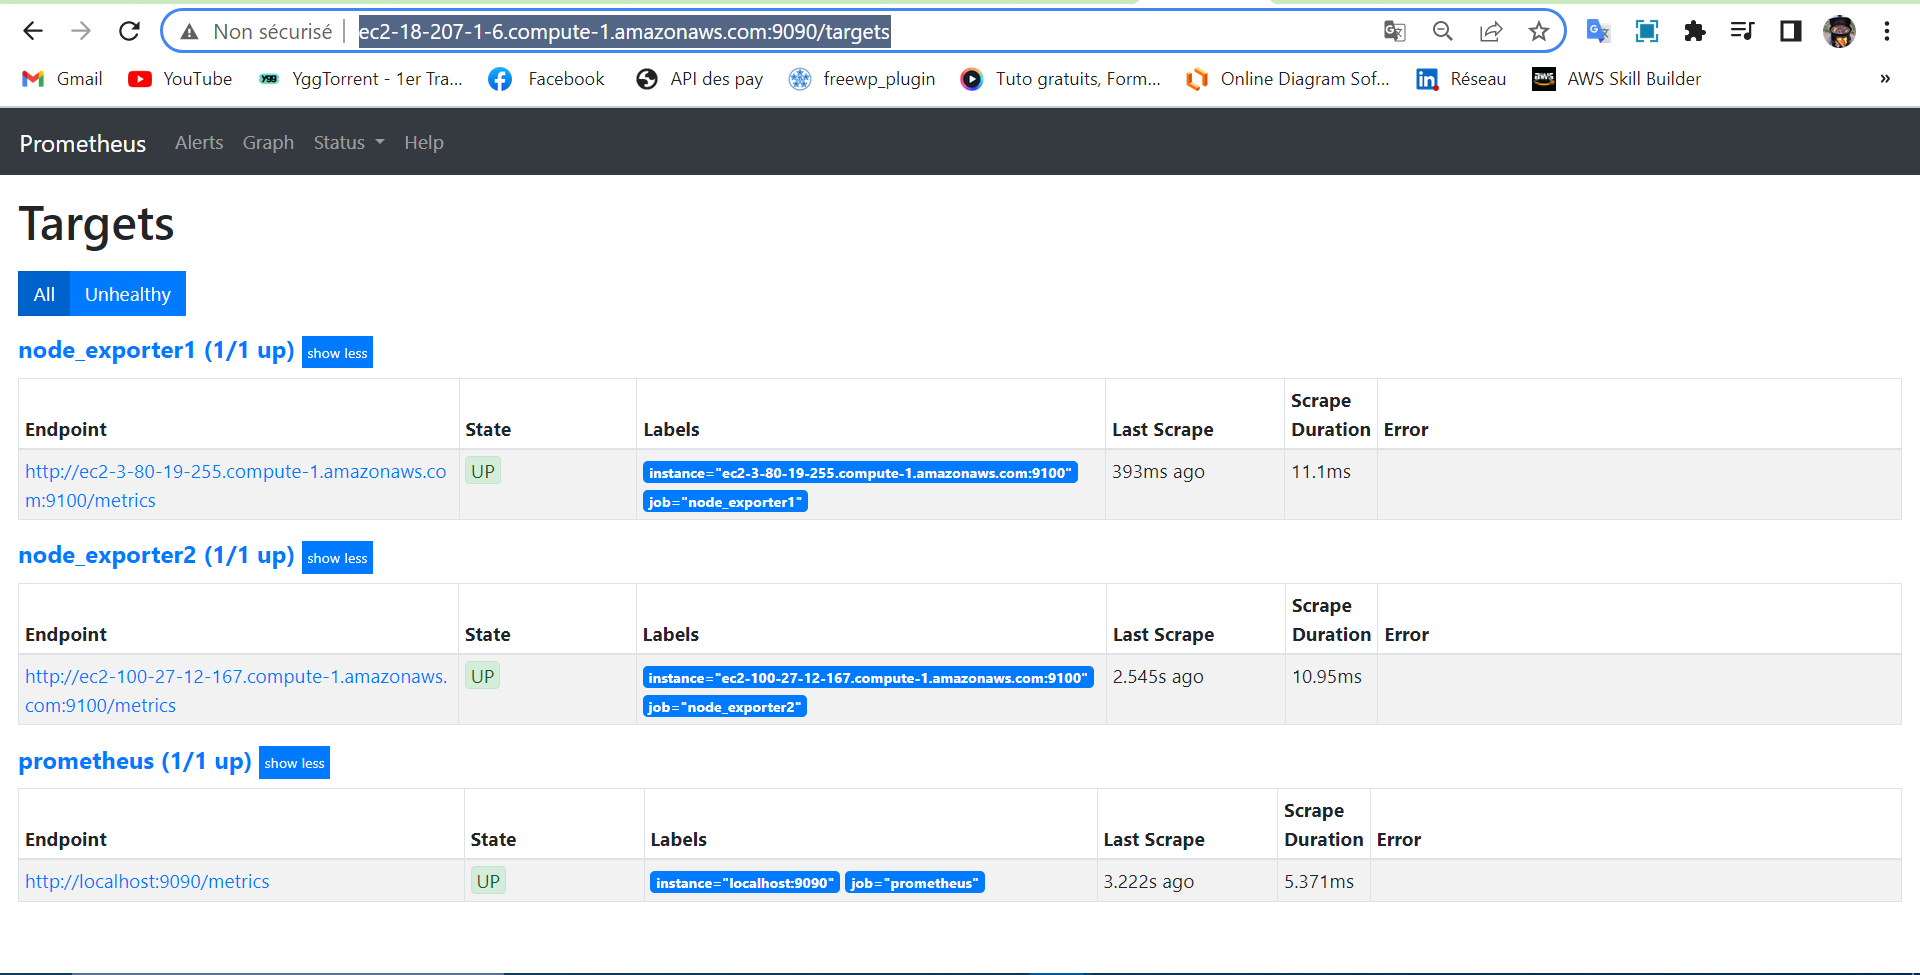 Non sécurisé ec2-18-207-1-6.compute-1.amazonaws.com:9090/targets
Gmail YouTube YggTorrent - 1er Tra... Facebook API des pay freewp_plugin Tuto gratuits, Form... Online Diagram Sof... Réseau AWS Skill Builder »
Prometheus Alerts Graph Status Help
Targets
All Unhealthy
node_exporter1 (1/1 up) show less
Endpoint State Labels Last Scrape Scrape Duration Error
http://ec2-3-80-19-255.compute-1.amazonaws.co
m:9100/metrics
UP
instance="ec2-3-80-19-255.compute-1.amazonaws.com:9100"
job="node_exporter1"
393ms ago
11.1ms
node_exporter2 (1/1 up) show less
Endpoint State Labels Last Scrape Scrape Duration Error
http://ec2-100-27-12-167.compute-1.amazonaws.
com:9100/metrics
UP
instance="ec2-100-27-12-167.compute-1.amazonaws.com:9100"
job="node_exporter2"
2.545s ago
10.95ms
prometheus (1/1 up) show less
Endpoint State Labels Last Scrape Scrape Duration Error
http://localhost:9090/metrics UP instance="localhost:9090" job="prometheus" 3.222s ago 5.371ms